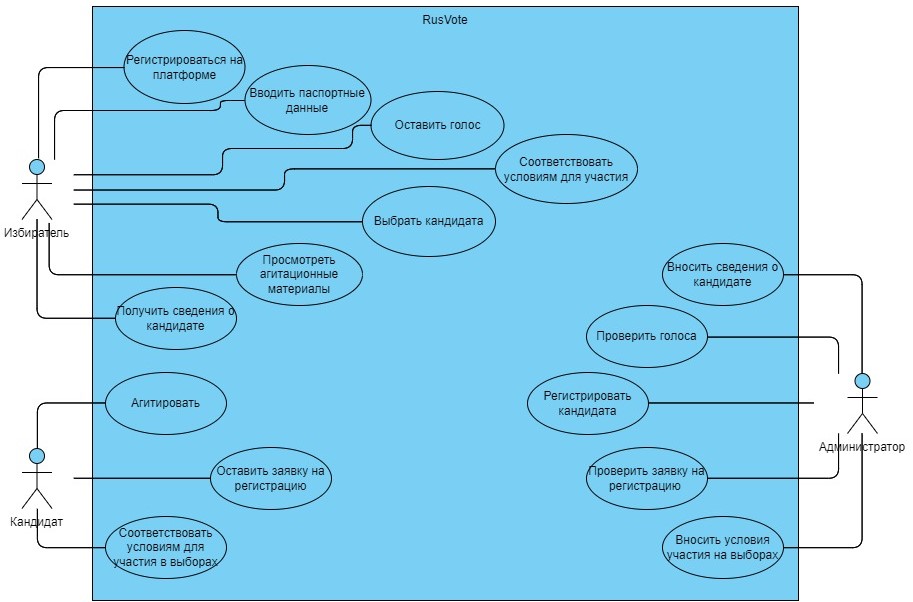 RusVote
Регистрироваться на
платформе
Вводить паспортные
данные
Оставить голос
Соответствовать
условиям для участия
Выбрать кандидата
Избиратель
Просмотреть
агитационные
материалы
Получить сведения о
кандидате
Вносить сведения о
кандидате
Проверить голоса
Регистрировать
кандидата
Администратор
Агитировать
Оставить заявку на
регистрацию
Проверить заявку на
регистрацию
Кандидат
Соответствовать
условиям для
участия в выборах
Вносить условия
участия на выборах